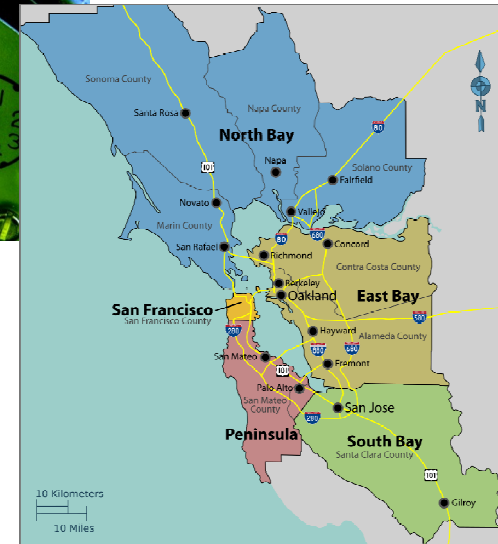 Sonoma County
Napa County
Santa Rosa
North Bay
80
N
101
Napa
Solano County
Fairfield
Novato
Vallejo
Marin County
680
San Rafael
80
Concord
Richmond
Contra Costa County
Berkeley
Oakland
East Bay
San Francisco
San Francisco County
580
280
Hayward
Alameda County
San Mateo
880
680
Fremont
101
Palo Alto
San Mateo
County
San Jose
280
Peninsula
South Bay
Santa Clara County
101
Gilroy
10 Kilometers
10 Miles